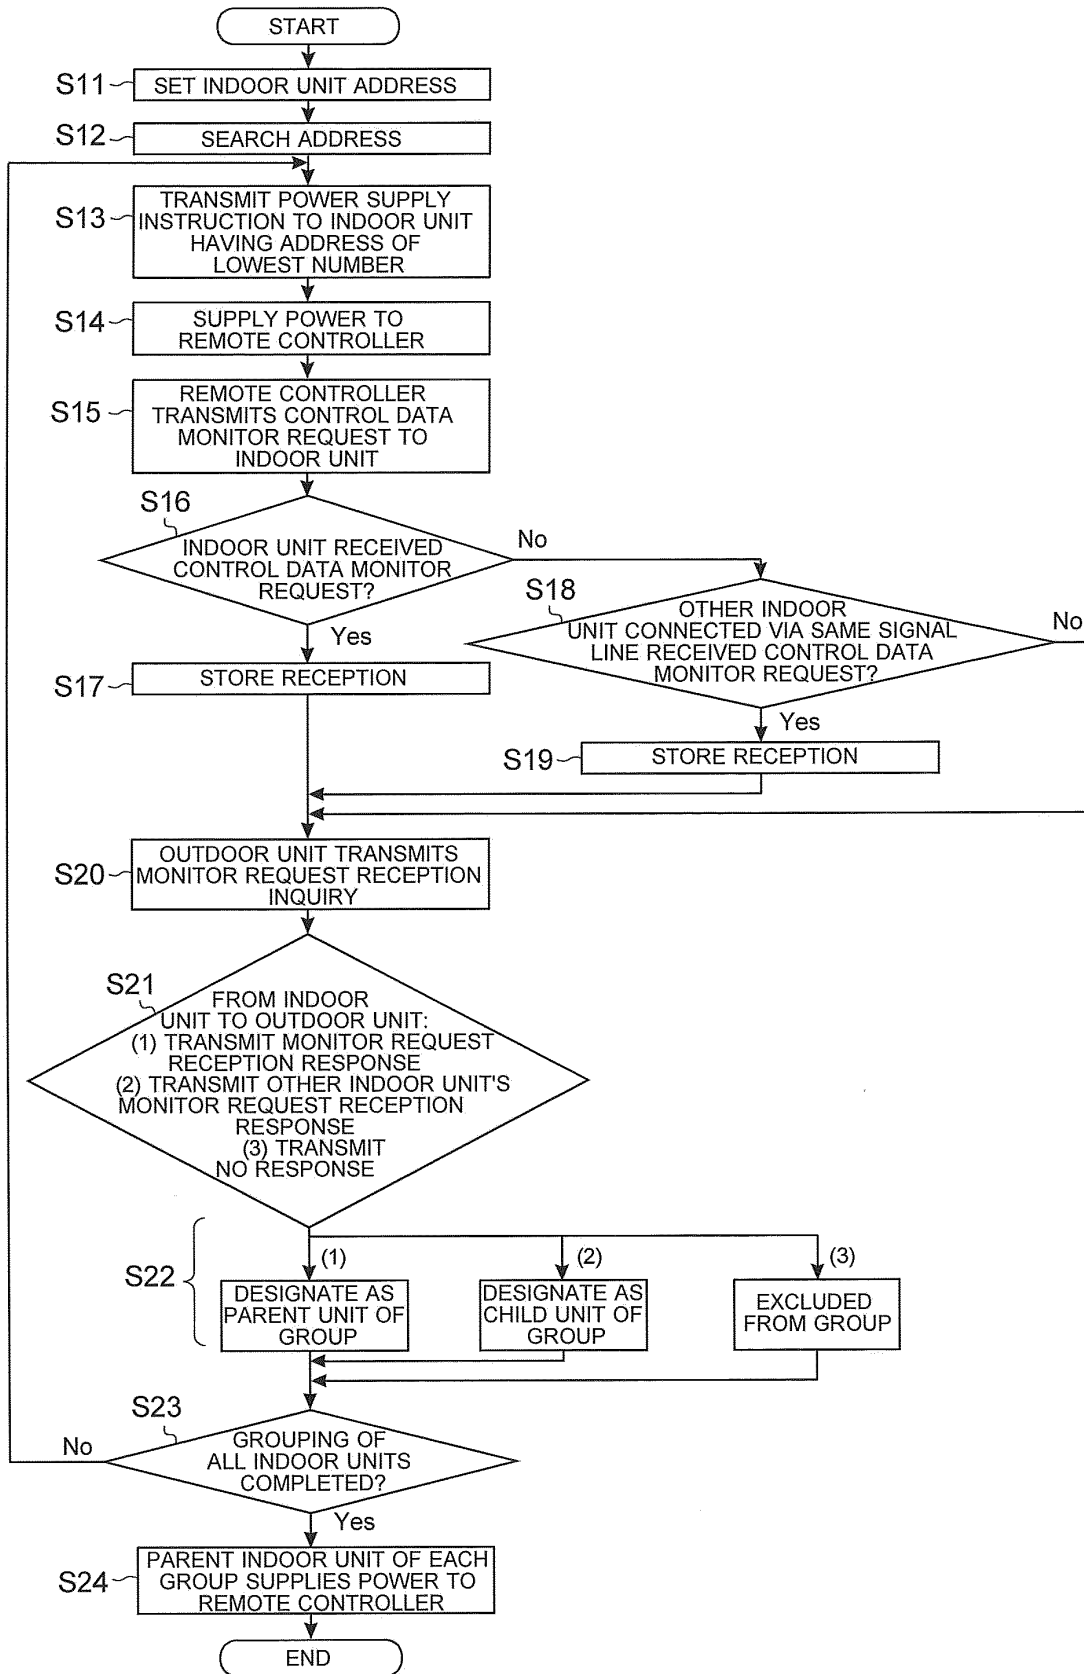 START
S11
SET INDOOR UNIT ADDRESS
S12
SEARCH ADDRESS
S13
TRANSMIT POWER SUPPLY
INSTRUCTION TO INDOOR UNIT
HAVING ADDRESS OF
LOWEST NUMBER
S14
SUPPLY POWER TO
REMOTE CONTROLLER
S15
REMOTE CONTROLLER
TRANSMITS CONTROL DATA
MONITOR REQUEST TO
INDOOR UNIT
S16
INDOOR UNIT RECEIVED
CONTROL DATA MONITOR
REQUEST?
No
Yes
S18
OTHER INDOOR
UNIT CONNECTED VIA SAME SIGNAL
LINE RECEIVED CONTROL DATA
MONITOR REQUEST?
No
Yes
S17
STORE RECEPTION
S19
STORE RECEPTION
S20
OUTDOOR UNIT TRANSMITS
MONITOR REQUEST RECEPTION
INQUIRY
S21
FROM INDOOR
UNIT TO OUTDOOR UNIT:
(1) TRANSMIT MONITOR REQUEST
RECEPTION RESPONSE
(2) TRANSMIT OTHER INDOOR UNIT'S
MONITOR REQUEST RECEPTION
RESPONSE
(3) TRANSMIT
NO RESPONSE
S22
(1)
DESIGNATE AS
PARENT UNIT OF
GROUP
(2)
DESIGNATE AS
CHILD UNIT OF
GROUP
(3)
EXCLUDED
FROM GROUP
S23
GROUPING OF
ALL INDOOR UNITS
COMPLETED?
No
Yes
S24
PARENT INDOOR UNIT OF EACH
GROUP SUPPLIES POWER TO
REMOTE CONTROLLER
END